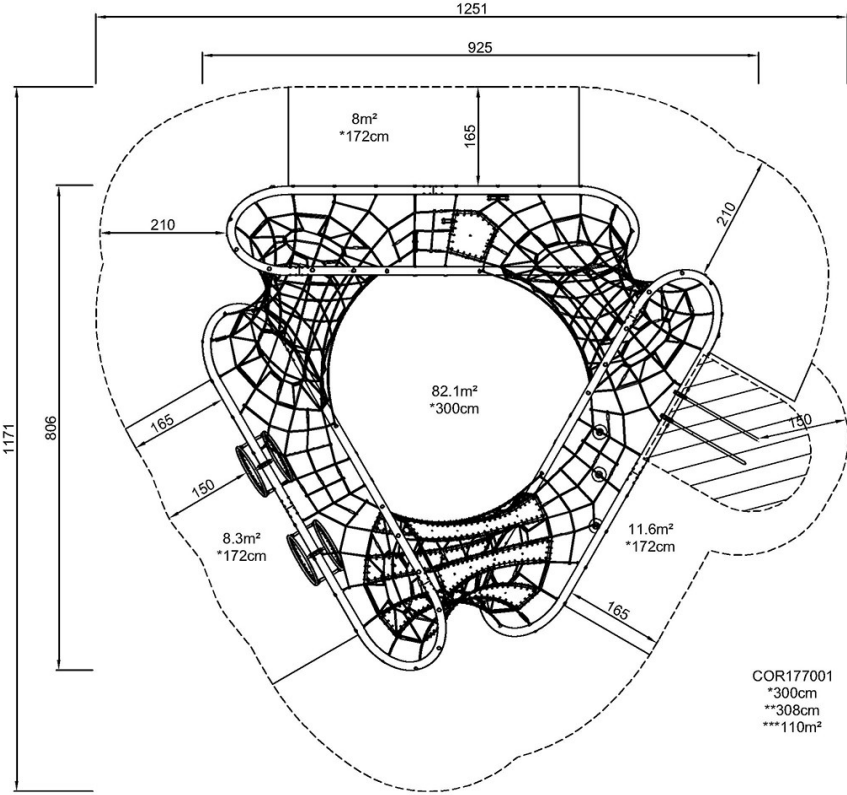 1251
925
8m²
*172cm
165
210
210
1171
806
82.1m²
*300cm
165
150
150
8.3m²
*172cm
11.6m²
*172cm
165
COR177001
*300cm
**308cm
***110m²